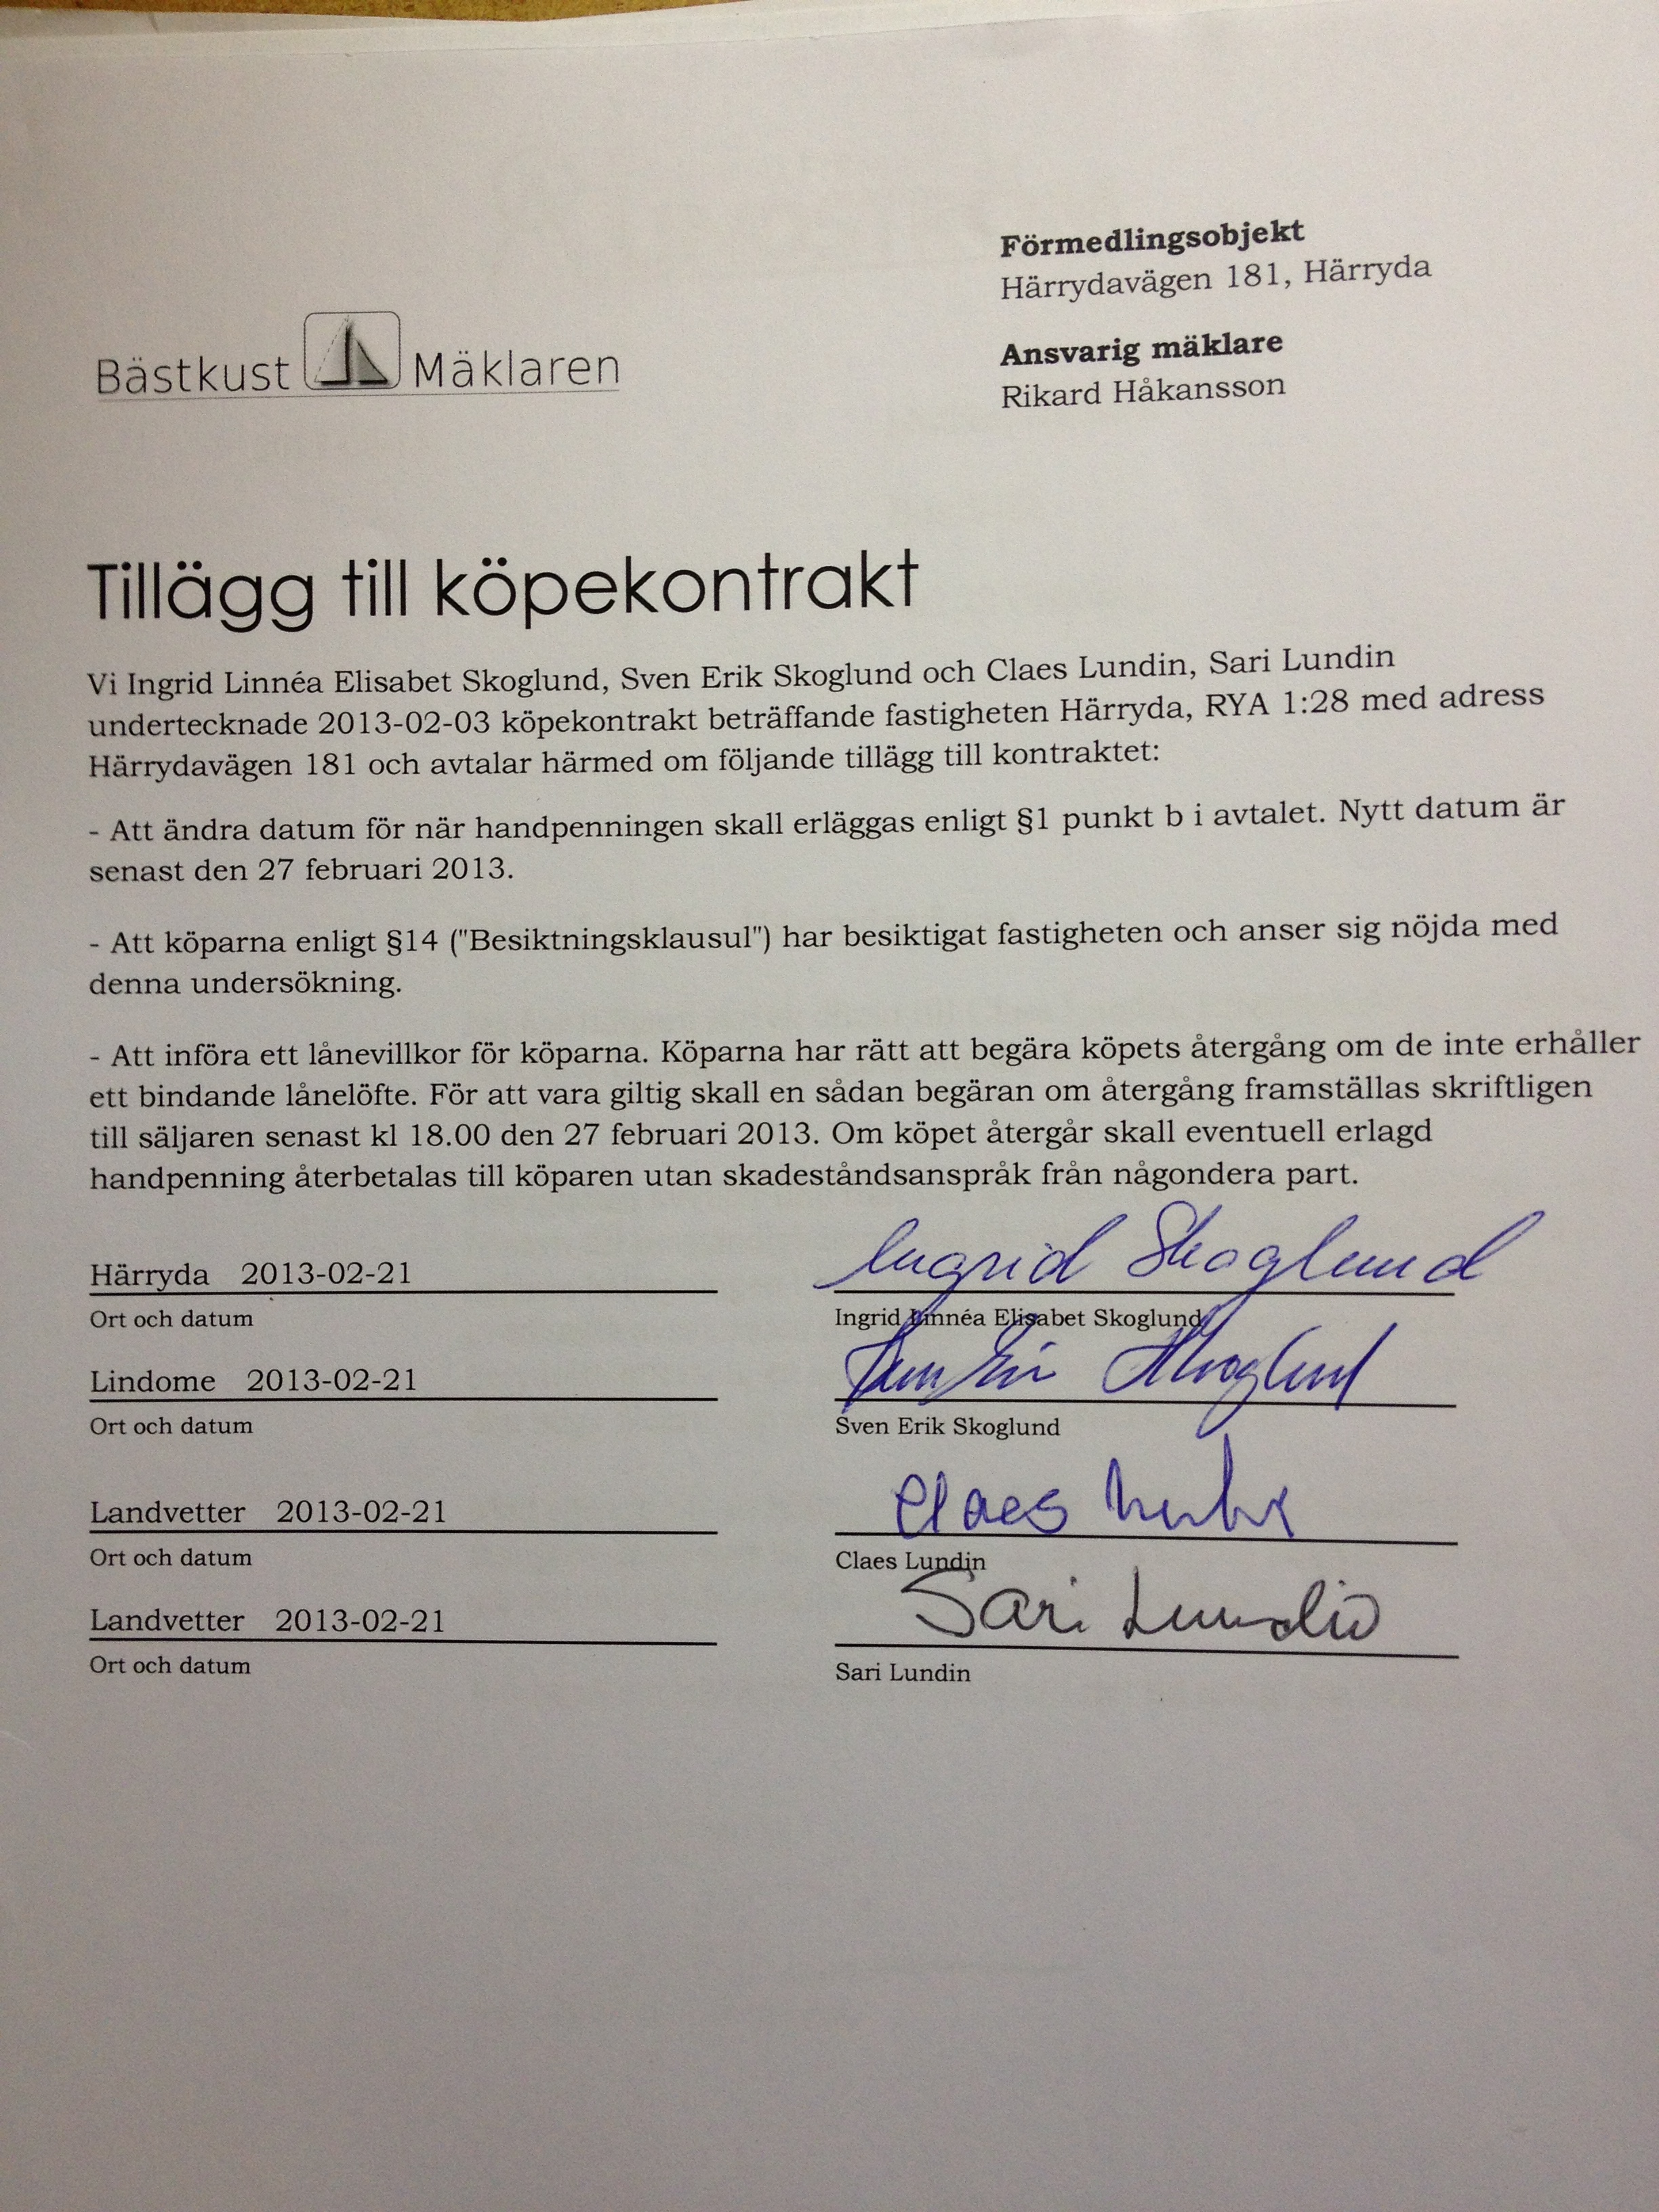 Förmedlingsobjekt
Härrydavägen 181, Härryda
Ansvarig mäklare
Rikard Håkansson
Bästkust Mäklaren
Tillägg till köpekontrakt
Vi Ingrid Linnéa Elisabet Skoglund, Sven Erik Skoglund och Claes Lundin, Sari Lundin
undertecknade 2013-02-03 köpekontrakt beträffande fastigheten Härryda, RYA 1:28 med adress
Härrydavägen 181 och avtalar härmed om följande tillägg till kontraktet:
- Att ändra datum för när handpenningen skall erläggas enligt §1 punkt b i avtalet. Nytt datum är
senast den 27 februari 2013.
- Att köparna enligt §14 ("Besiktningsklausul") har besiktigat fastigheten och anser sig nöjda med
denna undersökning.
- Att införa ett lånevillkor för köparna. Köparna har rätt att begära köpets återgång om de inte erhåller
ett bindande lånelöfte. För att vara giltig skall en sådan begäran om återgång framställas skriftligen
till säljaren senast kl 18.00 den 27 februari 2013. Om köpet återgår skall eventuell erlagd
handpenning återbetalas till köparen utan skadeståndsanspråk från någondera part.
Härryda 2013-02-21 Ingrid Skoglund
Ort och datum Ingrid Linnéa Elisabet Skoglund
Lindome 2013-02-21 Sven Erik Skoglund
Ort och datum Sven Erik Skoglund
Landvetter 2013-02-21 Claes Lundin
Ort och datum Claes Lundin
Landvetter 2013-02-21 Sari Lundin
Ort och datum Sari Lundin